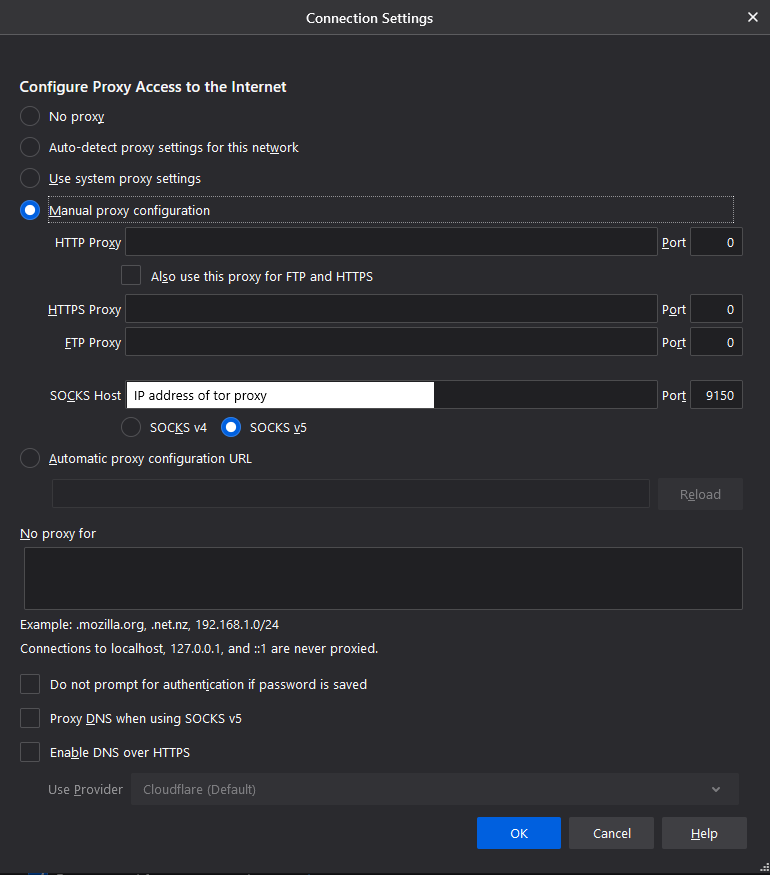 Connection Settings
Configure Proxy Access to the Internet
No proxy
Auto-detect proxy settings for this network
Use system proxy settings
Manual proxy configuration
HTTP Proxy Port 0
Also use this proxy for FTP and HTTPS
HTTPS Proxy Port 0
FTP Proxy Port 0
SOCKS Host IP address of tor proxy Port 9150
SOCKS v4 SOCKS v5
Automatic proxy configuration URL
Reload
No proxy for
Example: .mozilla.org, .net.nz, 192.168.1.0/24
Connections to localhost, 127.0.0.1, and ::1 are never proxied.
Do not prompt for authentication if password is saved
Proxy DNS when using SOCKS v5
Enable DNS over HTTPS
Use Provider Cloudflare (Default)
OK Cancel Help